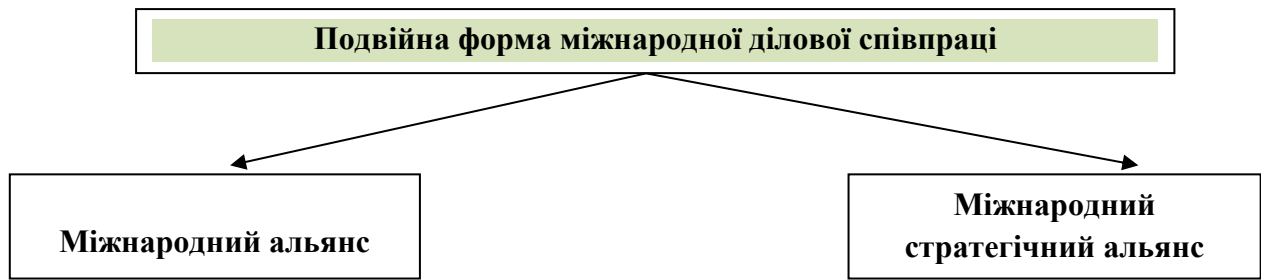 Подвійна форма міжнародної ділової співпраці
Міжнародний альянс
Міжнародний
стратегічний альянс